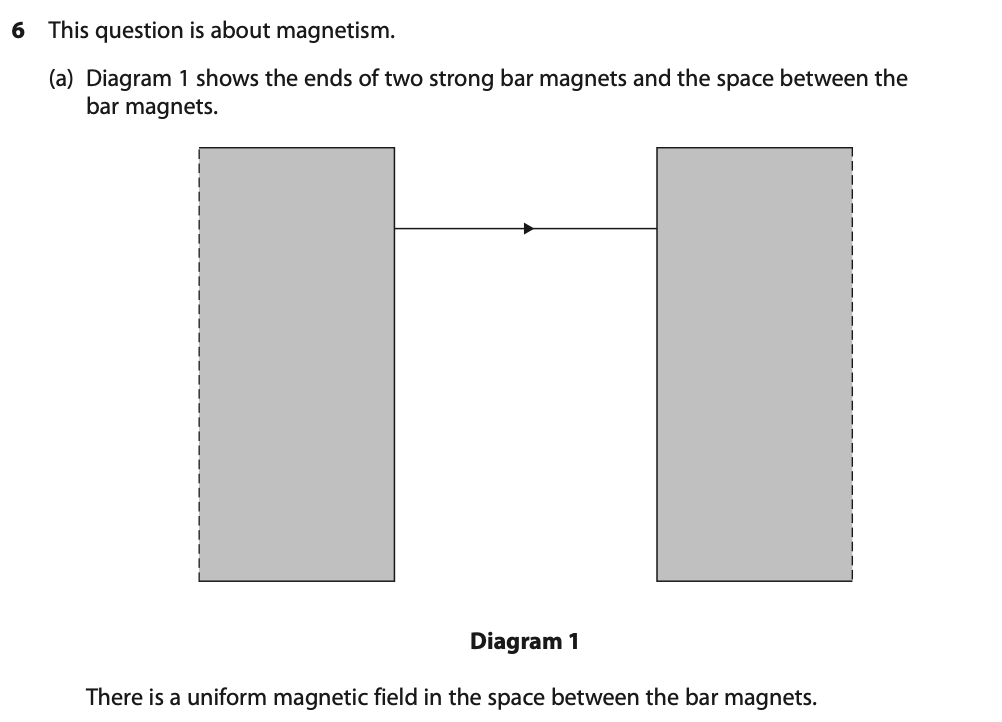 6 This question is about magnetism.
(a) Diagram 1 shows the ends of two strong bar magnets and the space between the
bar magnets.
Diagram 1
There is a uniform magnetic field in the space between the bar magnets.